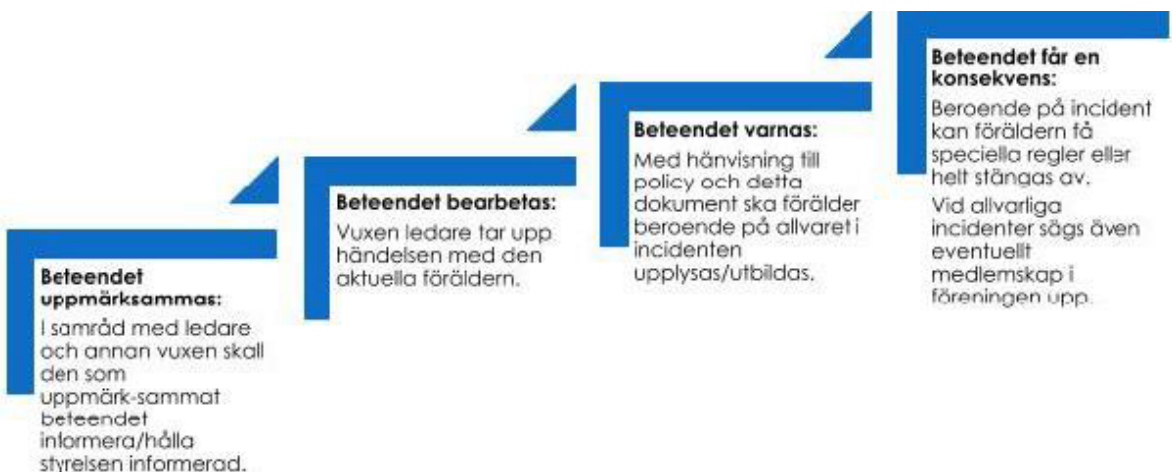 Beteendet
uppmärksammas:
I samråd med ledare
och annan vuxen skall
den som
uppmärk-sammat
beteendet
informera/hålla
styrelsen informerad.
Beteendet bearbetas:
Vuxen ledare tar upp
händelsen med den
aktuella föräldern.
Beteendet varnas:
Med hänvisning till
policy och detta
dokument ska förälder
beroende på allvaret i
incidenten
upplysas/utbildas.
Beteendet får en
konsekvens:
Beroende på incident
kan föräldern få
speciella regler eller
helt stängas av.
Vid allvarliga
incidenter sägs även
eventuellt
medlemskap i
föreningen upp.